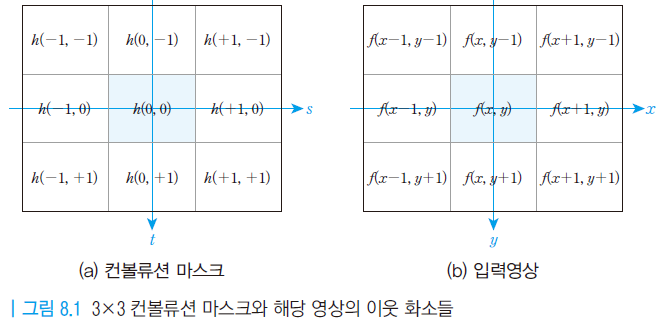 h(−1, −1) h(0, −1) h(+1, −1) f(x−1, y−1) f(x, y−1) f(x+1, y−1)
h(−1, 0) h(0, 0) h(+1, 0) s f(x−1, y) f(x, y) f(x+1, y) x
h(−1, +1) h(0, +1) h(+1, +1) f(x−1, y+1) f(x, y+1) f(x+1, y+1)
t y
(a) 컨볼류션 마스크 (b) 입력영상
| 그림 8.1 3×3 컨볼류션 마스크와 해당 영상의 이웃 화소들